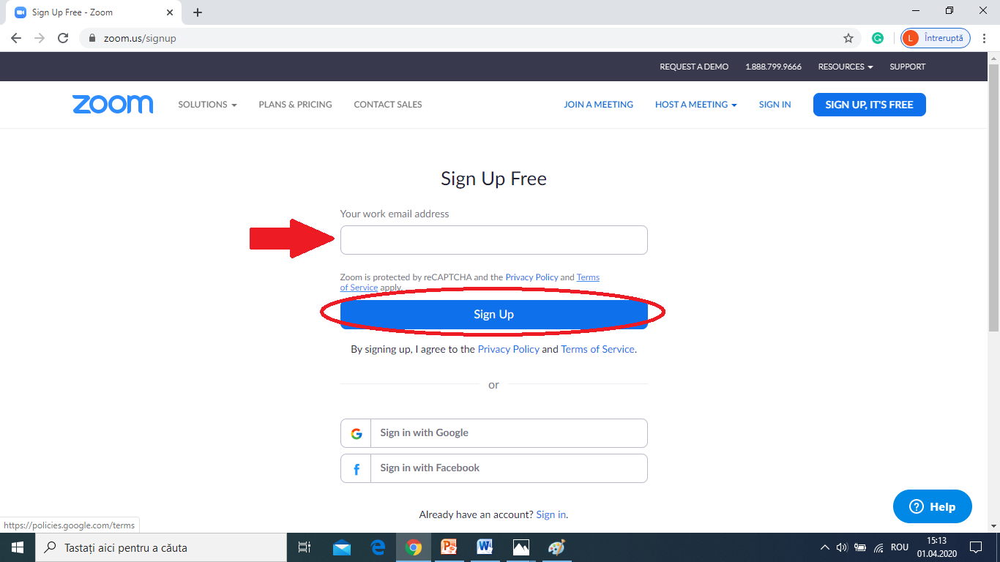 Sign Up Free - Zoom
zoom.us/signup
L Întreruptă
REQUEST A DEMO 1.888.799.9666 RESOURCES SUPPORT
zoom SOLUTIONS PLANS & PRICING CONTACT SALES JOIN A MEETING HOST A MEETING SIGN IN SIGN UP, IT'S FREE
Sign Up Free
Your work email address
Zoom is protected by reCAPTCHA and the Privacy Policy and Terms
of Service apply.
Sign Up
By signing up, I agree to the Privacy Policy and Terms of Service.
or
Sign in with Google
Sign in with Facebook
Already have an account? Sign in.
Help
https://policies.google.com/terms
Tastați aici pentru a căuta
ROU
15:13
01.04.2020